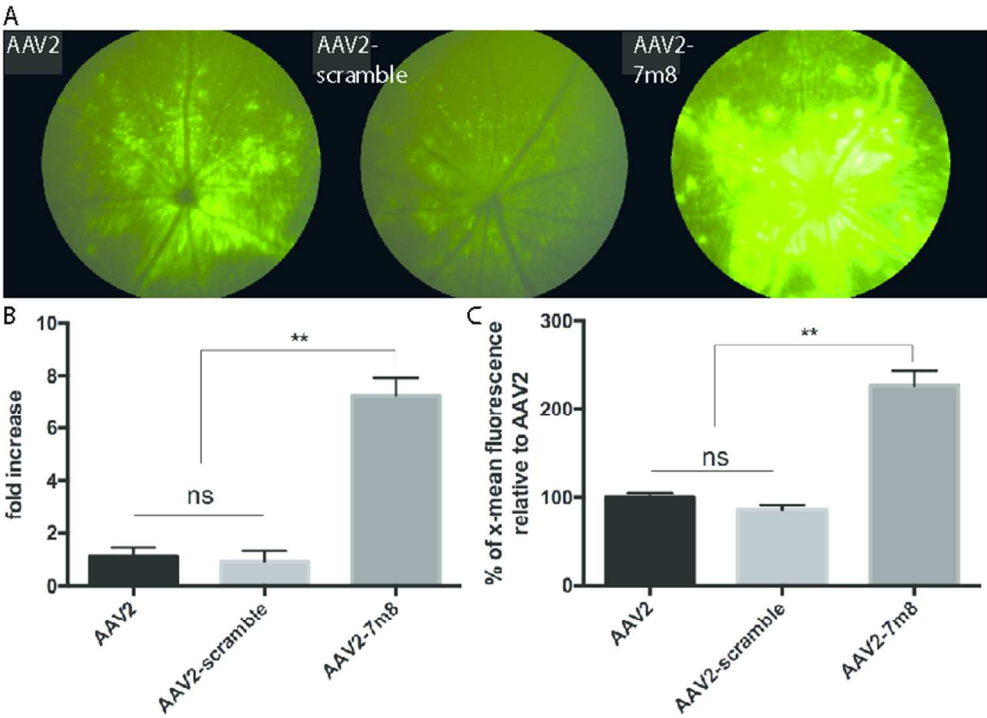 A
AAV2
AAV2-
scramble
AAV2-
7m8
B
10
8
6
4
2
0
fold increase
**
ns
AAV2
AAV2-scramble
AAV2-7m8
C
300
200
100
0
% of x-mean fluorescence
relative to AAV2
**
ns
AAV2
AAV2-scramble
AAV2-7m8